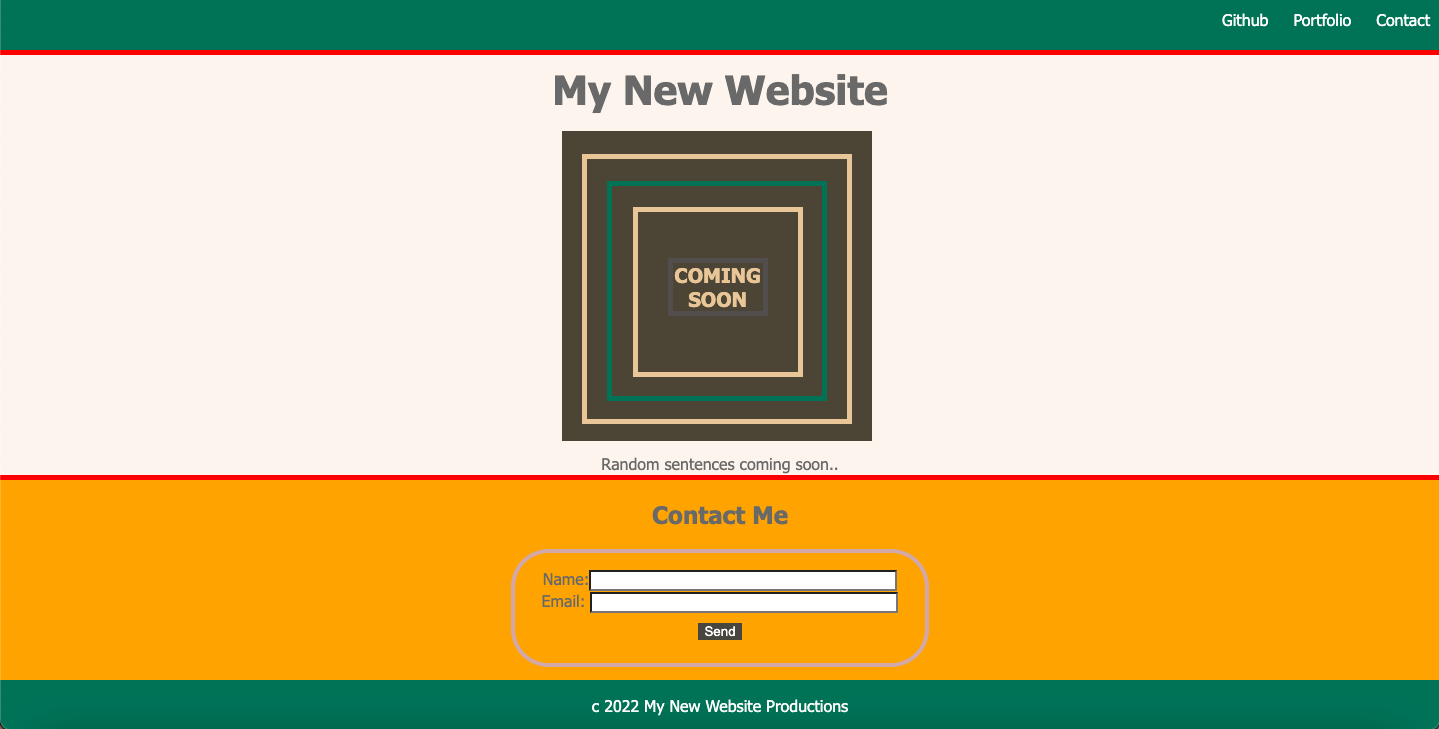 Github Portfolio Contact
My New Website
COMING
SOON
Random sentences coming soon..
Contact Me
Name:
Email:
Send
c 2022 My New Website Productions